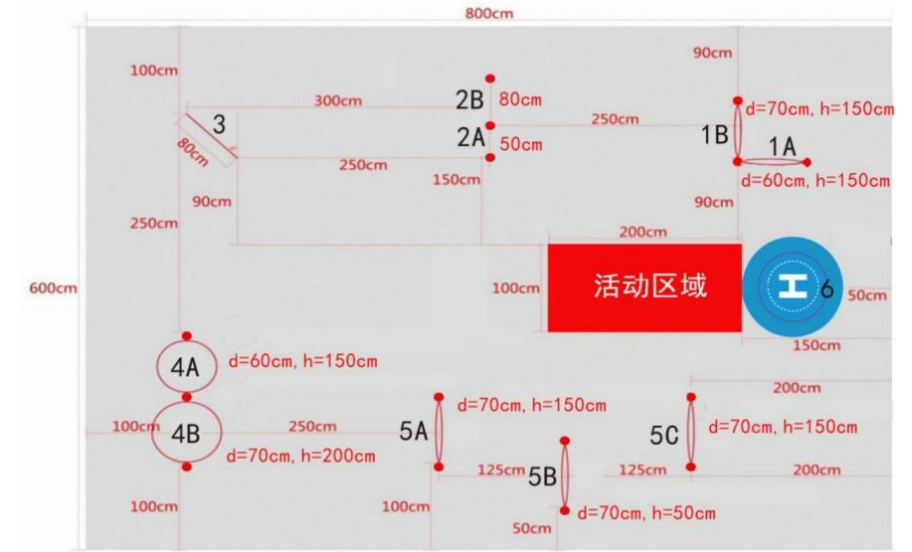 800cm
100cm
90cm
300cm
2B
80cm
d=70cm, h=150cm
3
250cm
2A
50cm
1B
1A
80cm
250cm
150cm
d=60cm, h=150cm
90cm
90cm
250cm
200cm
600cm
100cm
活动区域
H
6
50cm
150cm
4A
d=60cm, h=150cm
200cm
d=70cm, h=150cm
100cm
4B
250cm
5A
5C
d=70cm, h=150cm
d=70cm, h=200cm
125cm
5B
125cm
200cm
100cm
100cm
d=70cm, h=50cm
50cm